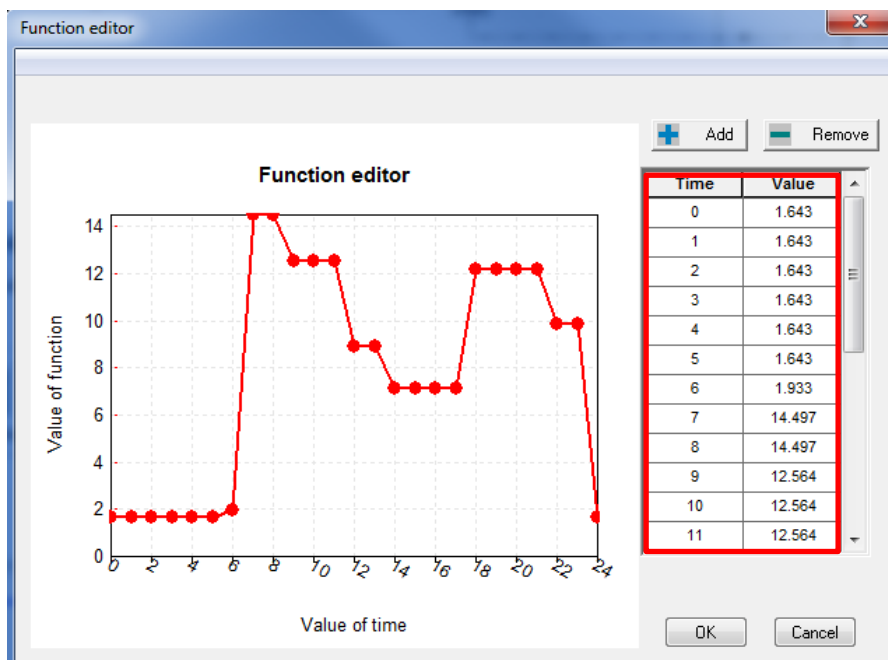 Function editor
Add
Remove
Function editor
Value of function
14
12
10
8
6
4
2
0
0 2 4 6 8 10 12 14 16 18 20 22 24
Value of time
Time Value
0 1.643
1 1.643
2 1.643
3 1.643
4 1.643
5 1.643
6 1.933
7 14.497
8 14.497
9 12.564
10 12.564
11 12.564
OK
Cancel